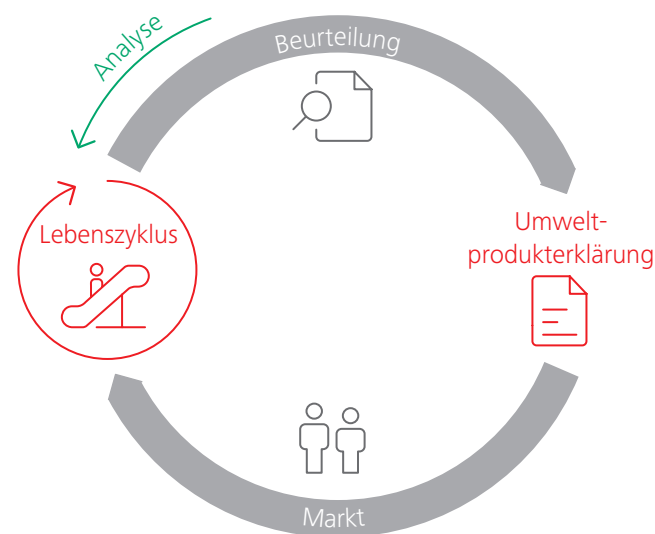 Analyse
Beurteilung
Lebenszyklus
Umwelt-
produkterklärung
Markt